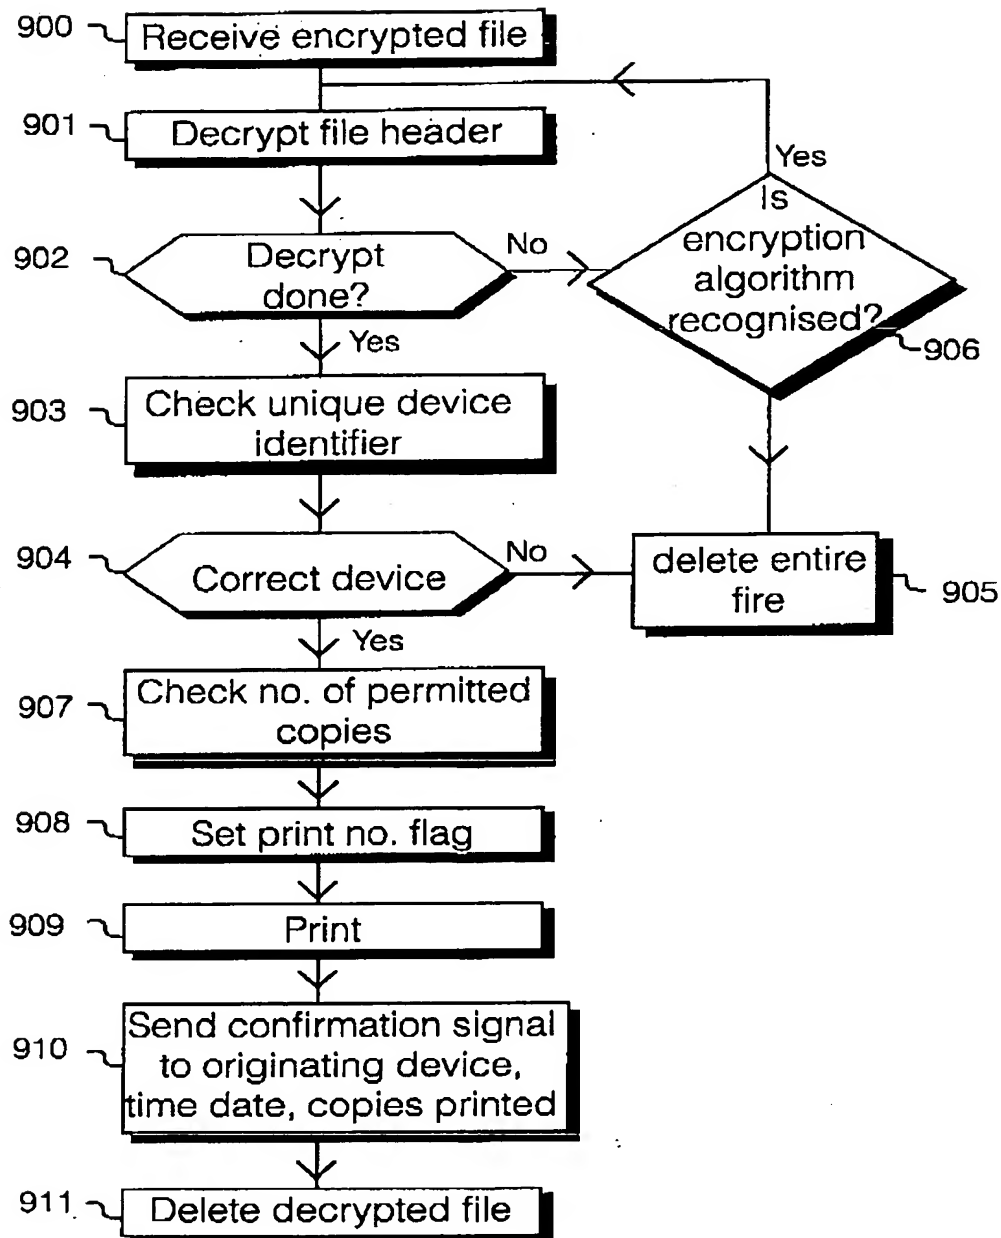 900
Receive encrypted file
901
Decrypt file header
Yes
902
Decrypt
done?
No
Is
encryption
algorithm
recognised?
906
Yes
903
Check unique device
identifier
904
Correct device
No
delete entire
fire
905
Yes
907
Check no. of permitted
copies
908
Set print no. flag
909
Print
910
Send confirmation signal
to originating device,
time date, copies printed
911
Delete decrypted file